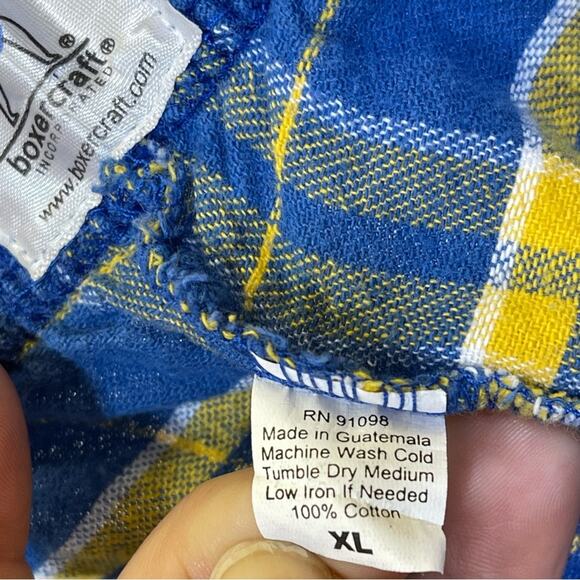 boxercraft®
INCORPORATED
www.boxercraft.com
RN 91098
Made in Guatemala
Machine Wash Cold
Tumble Dry Medium
Low Iron If Needed
100% Cotton
XL